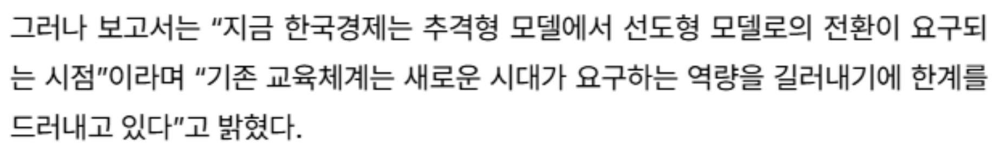 그러나 보고서는 “지금 한국경제는 추격형 모델에서 선도형 모델로의 전환이 요구되
는 시점”이라며 “기존 교육체계는 새로운 시대가 요구하는 역량을 길러내기에 한계를
드러내고 있다”고 밝혔다.